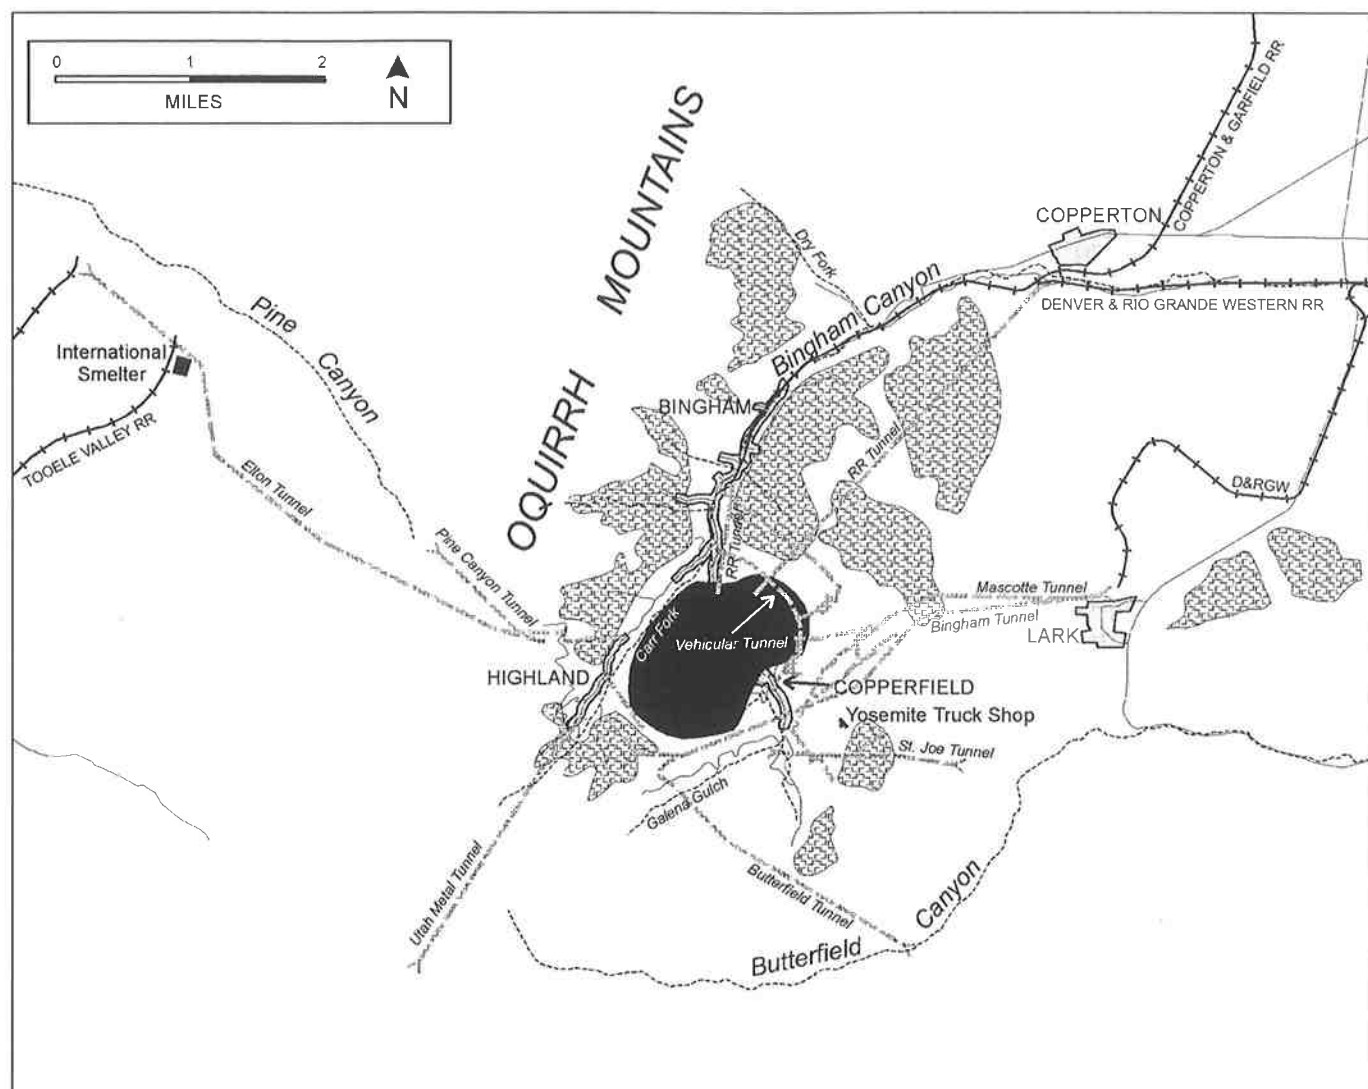 0 1 2
MILES
N
OQUIRRH MOUNTAINS
COPPERTON & GARFIELD RR
COPPERTON
Dry Fork
Bingham Canyon
DENVER & RIO GRANDE WESTERN RR
Pine Canyon
International
Smelter
TOOELE VALLEY RR
BINGHAM
RR Tunnel
D&RGW
Elton Tunnel
Pine Canyon Tunnel
RR Tunnel
Mascotte Tunnel
Bingham Tunnel
LARK
Carr Fork
Vehicular Tunnel
HIGHLAND
COPPERFIELD
Yosemite Truck Shop
St. Joe Tunnel
Galena Gulch
Utah Metal Tunnel
Butterfield Tunnel
Butterfield Canyon